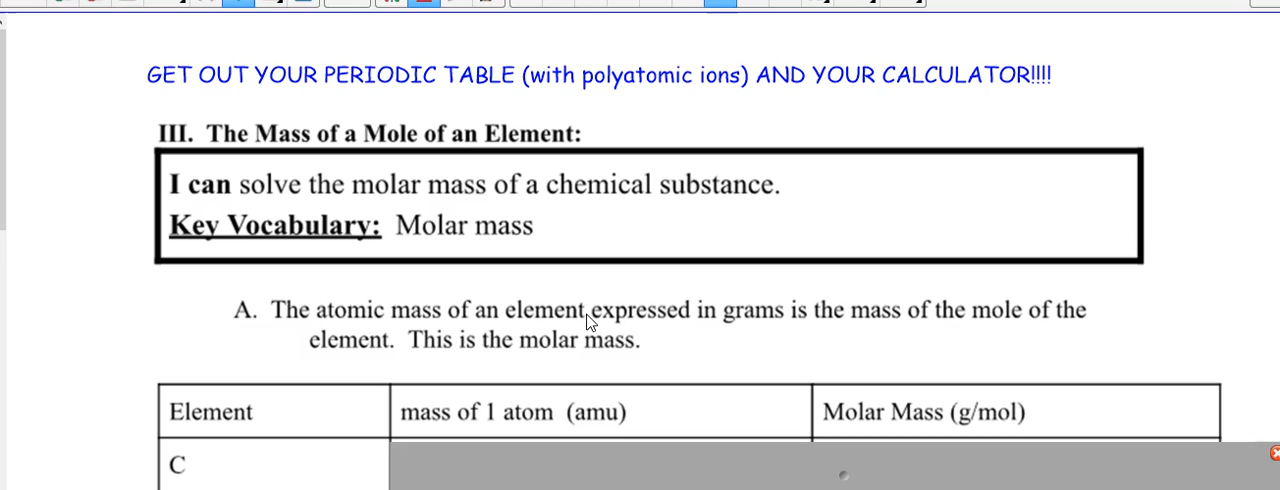 GET OUT YOUR PERIODIC TABLE (with polyatomic ions) AND YOUR CALCULATOR!!!!
III. The Mass of a Mole of an Element:
I can solve the molar mass of a chemical substance.
Key Vocabulary: Molar mass
A. The atomic mass of an element expressed in grams is the mass of the mole of the
element. This is the molar mass.
Element mass of 1 atom (amu) Molar Mass (g/mol)
C